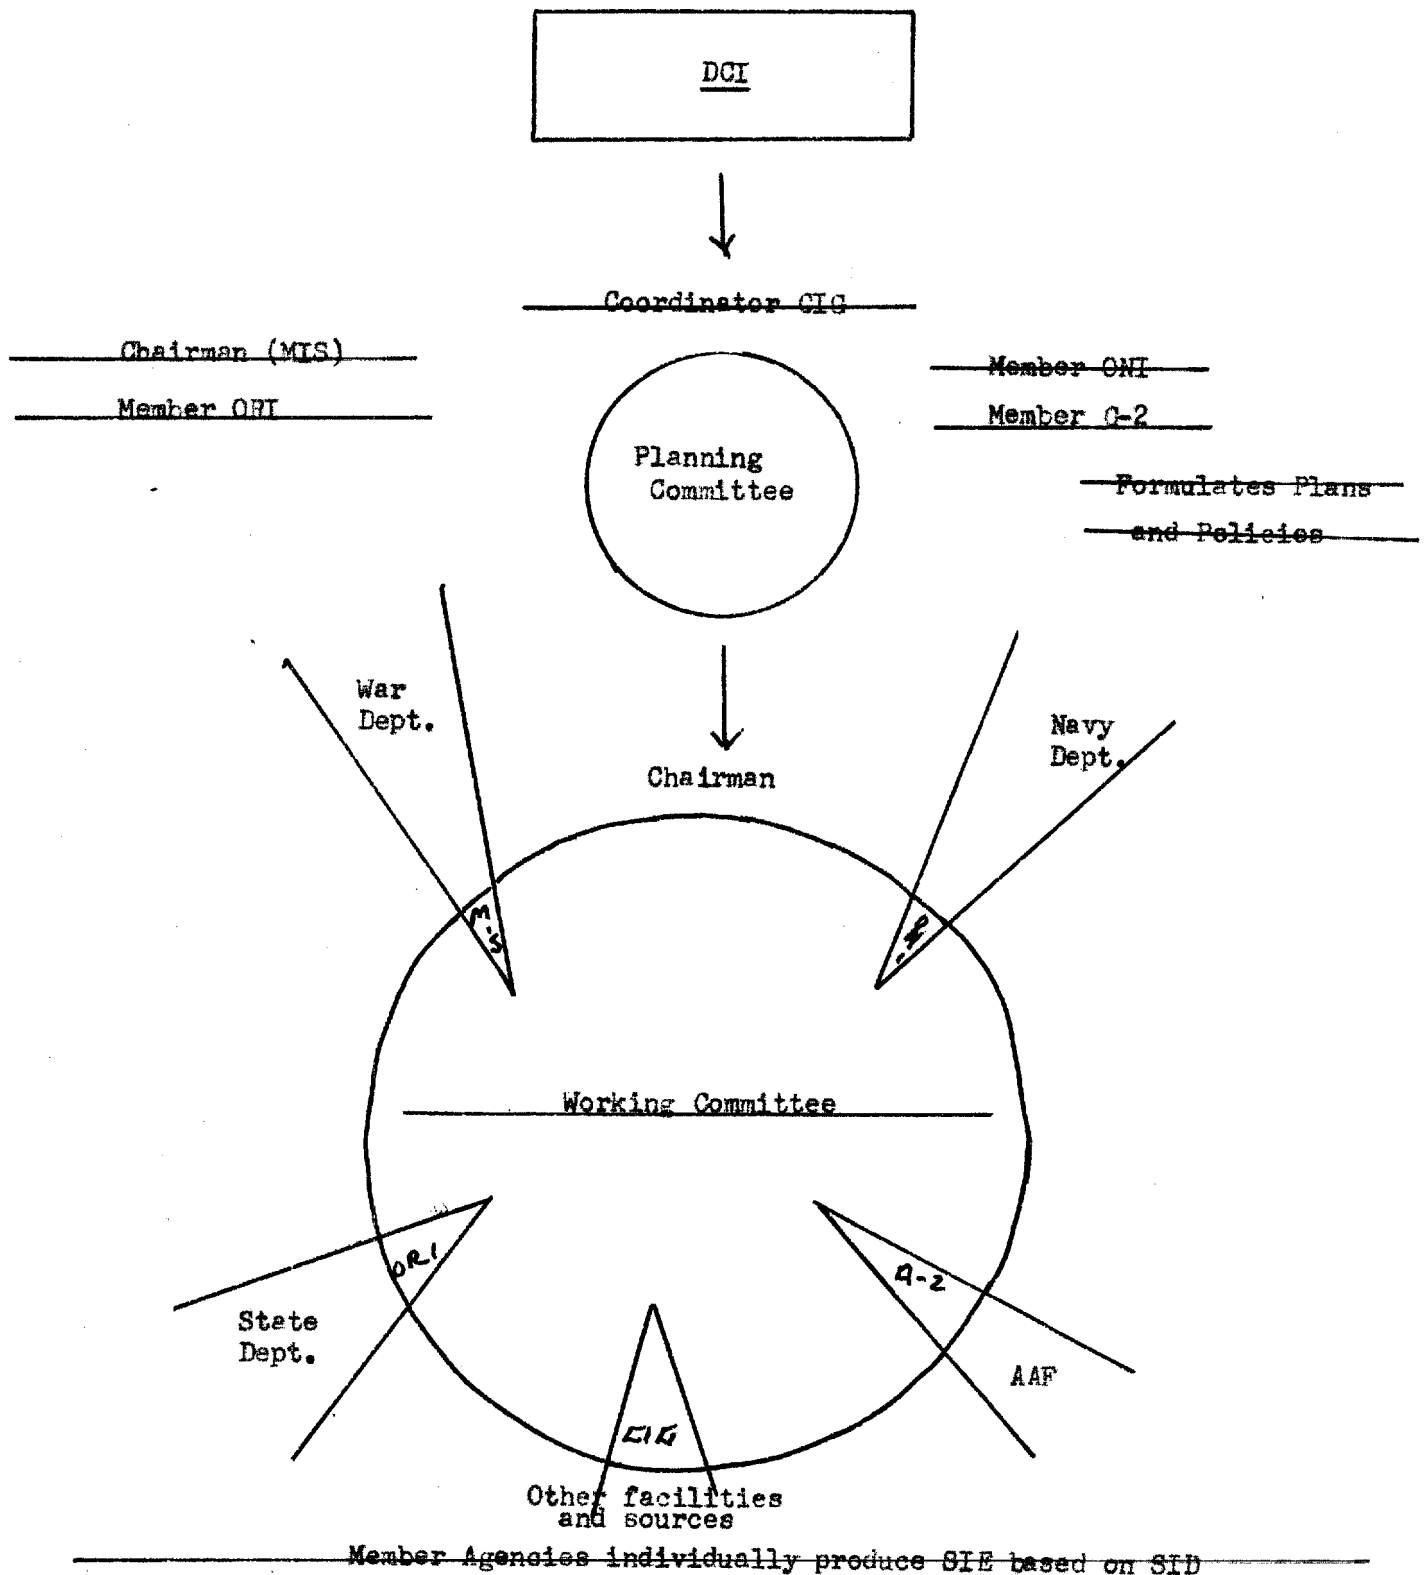 DCI
Coordinator CIG
Chairman (MIS)
Member ORI
Member ONI
Member G-2
Planning
Committee
Formulates Plans
and Policies
War
Dept.
Navy
Dept.
Chairman
MIS
Working Committee
ORI
A-2
State
Dept.
AAF
CIG
Other facilities
and sources
Member Agencies individually produce SIE based on SID